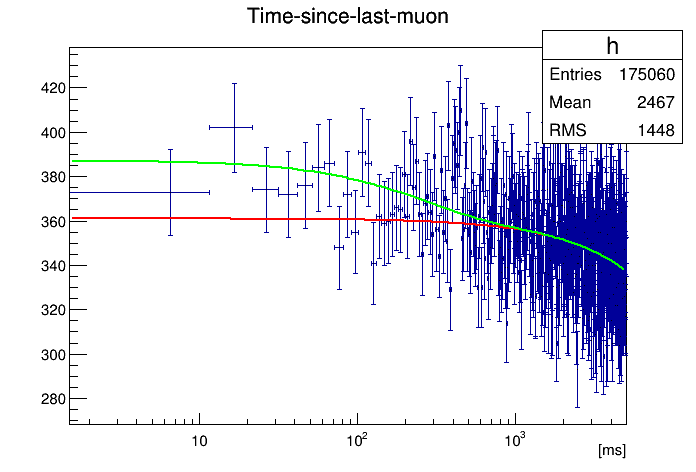 Time-since-last-muon
h
Entries 175060
Mean 2467
RMS 1448
420
400
380
360
340
320
300
280
10
10²
10³
[ms]